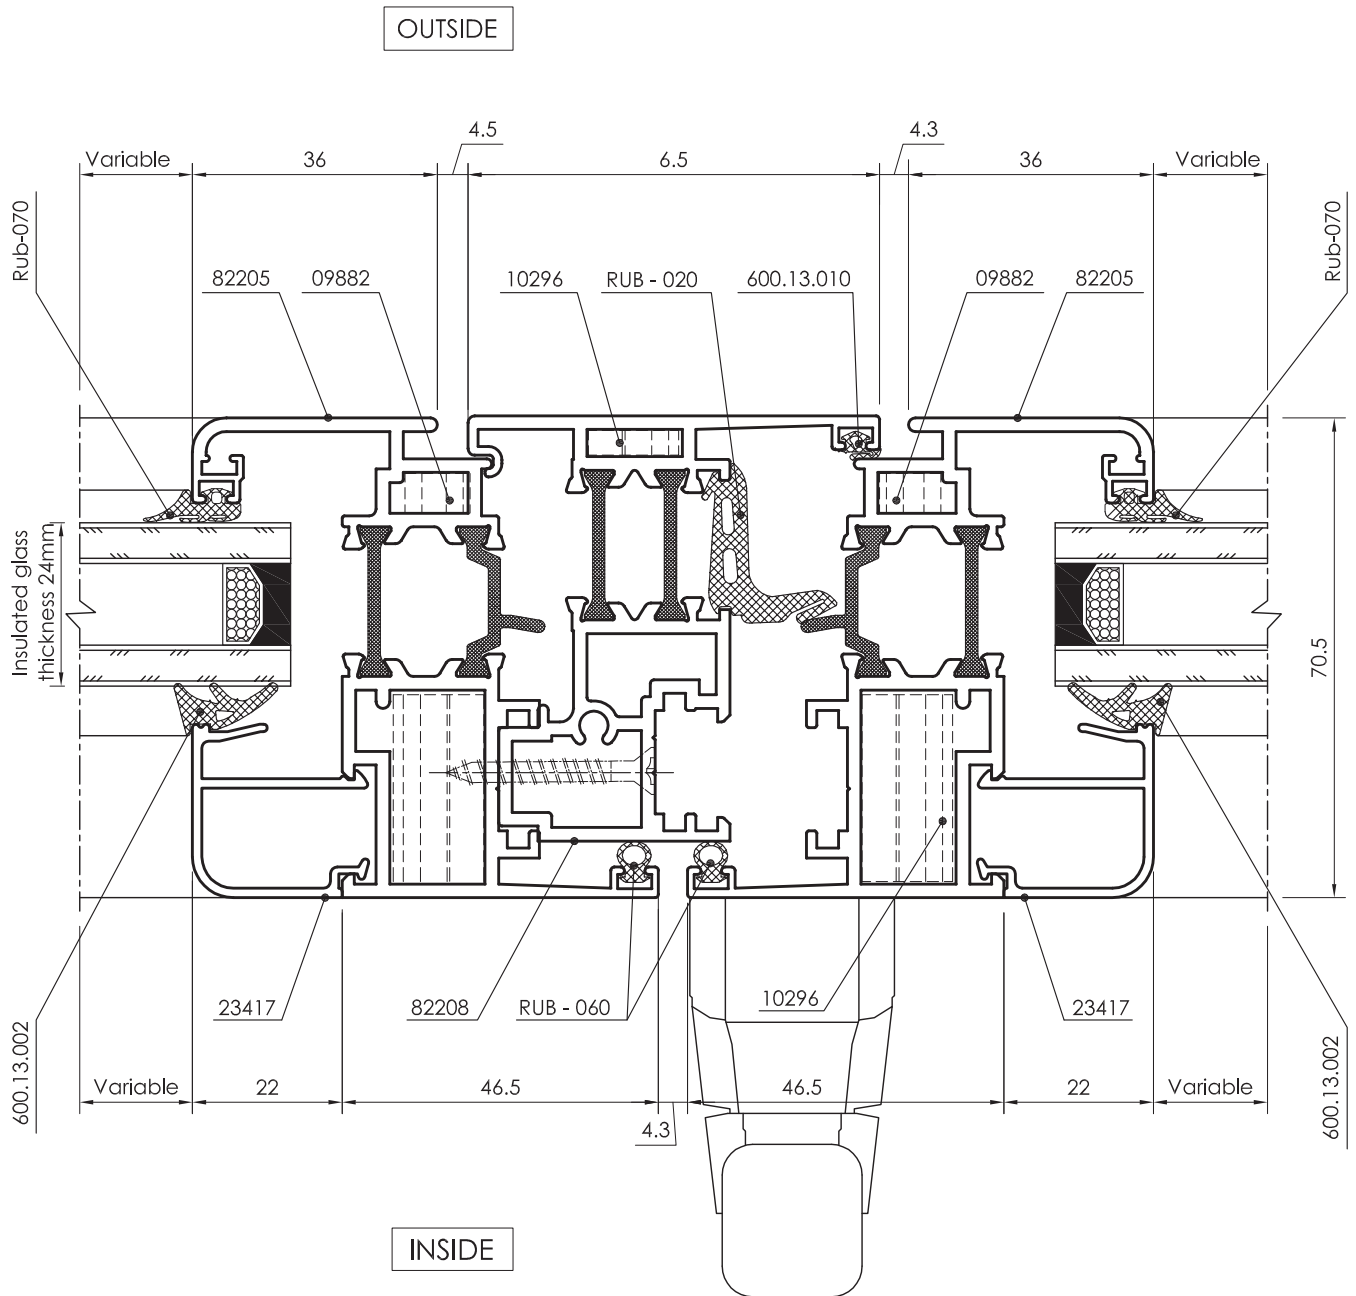 OUTSIDE
4.5
4.3
Variable
36
6.5
36
Variable
Rub-070
Rub-070
82205
09882
10296
RUB - 020
600.13.010
09882
82205
Insulated glass
thickness 24mm
70.5
23417
82208
RUB - 060
10296
23417
600.13.002
600.13.002
Variable
22
46.5
46.5
22
Variable
4.3
INSIDE